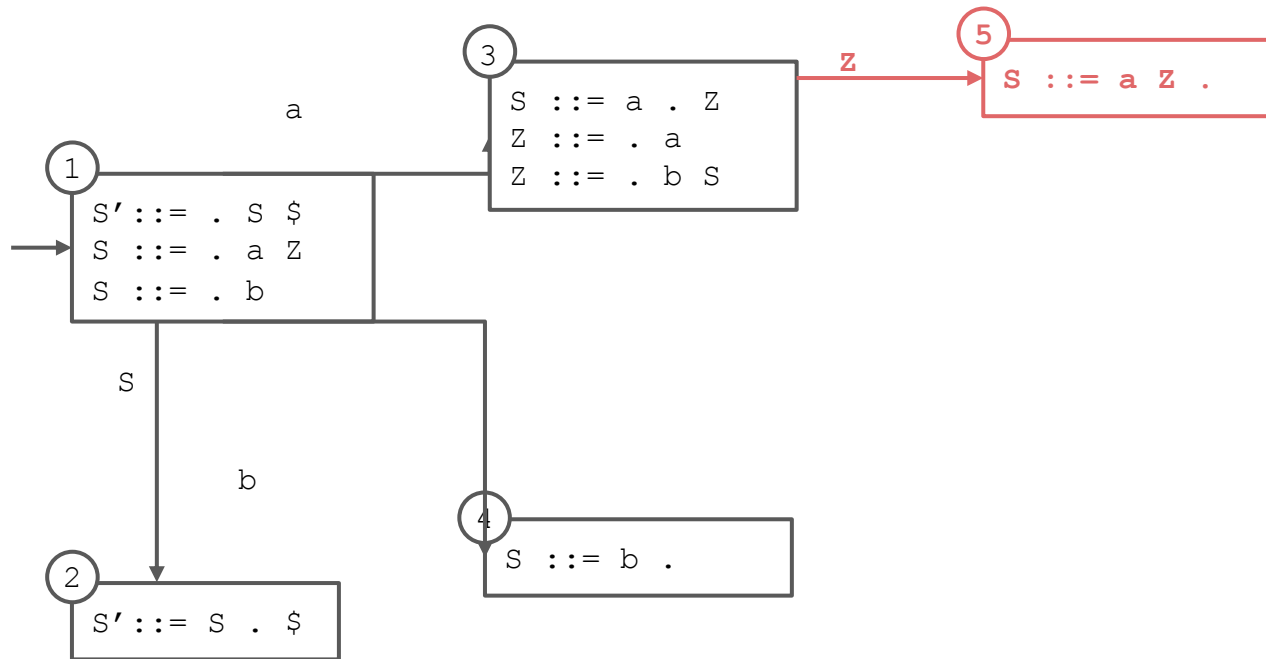 5
3
Z
S ::= a Z .
S ::= a . Z
a
Z ::= . a
1
Z ::= . b S
S’::= . S $
S ::= . a Z
S ::= . b
S
b
4
S ::= b .
2
S’::= S . $